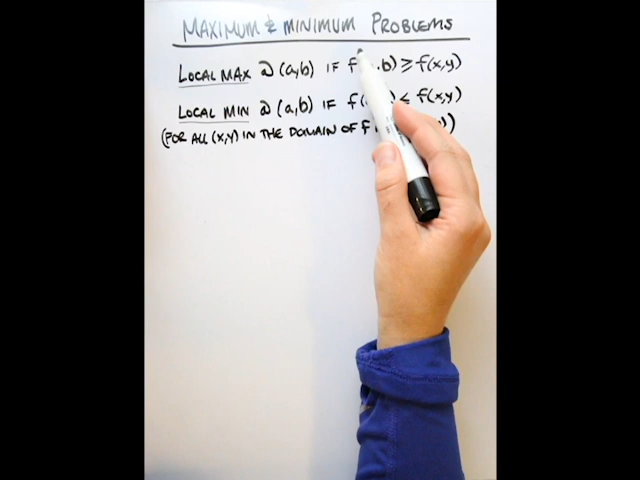 MAXIMUM & MINIMUM PROBLEMS
LOCAL MAX @ (a,b) IF f ,b) ≥ f(x,y)
LOCAL MIN @ (a,b) IF f( ) ≤ f(x,y)
(FOR ALL (x,y) IN THE DOMAIN OF f ))